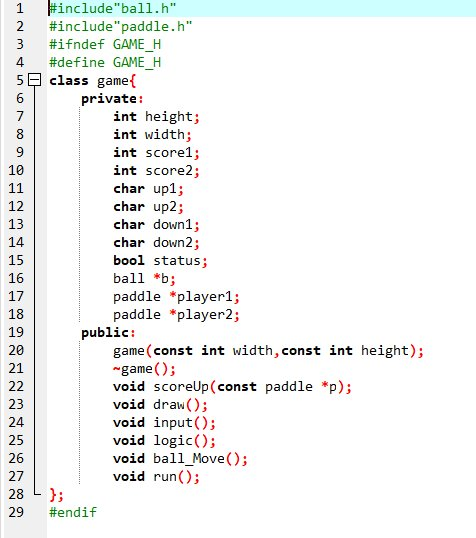 1 #include"ball.h"
2 #include"paddle.h"
3 #ifndef GAME_H
4 #define GAME_H
5 class game{
6 private:
7 int height;
8 int width;
9 int score1;
10 int score2;
11 char up1;
12 char up2;
13 char down1;
14 char down2;
15 bool status;
16 ball *b;
17 paddle *player1;
18 paddle *player2;
19 public:
20 game(const int width,const int height);
21 ~game();
22 void scoreUp(const paddle *p);
23 void draw();
24 void input();
25 void logic();
26 void ball_Move();
27 void run();
28 };
29 #endif